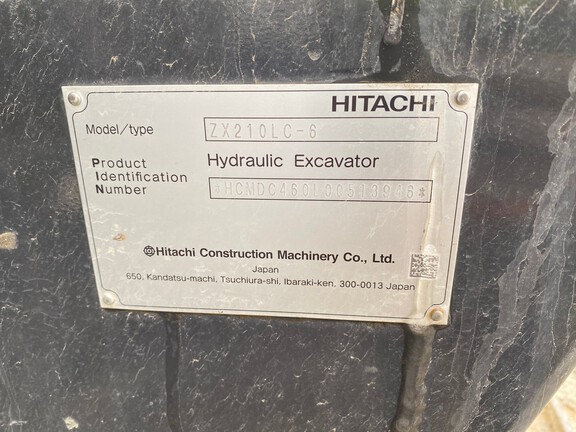 HITACHI
Model/type ZX210LC-6
Product Hydraulic Excavator
Identification
Number
Hitachi Construction Machinery Co., Ltd.
Japan
650, Kandatsu-machi, Tsuchiura-shi, Ibaraki-ken, 300-0013 Japan